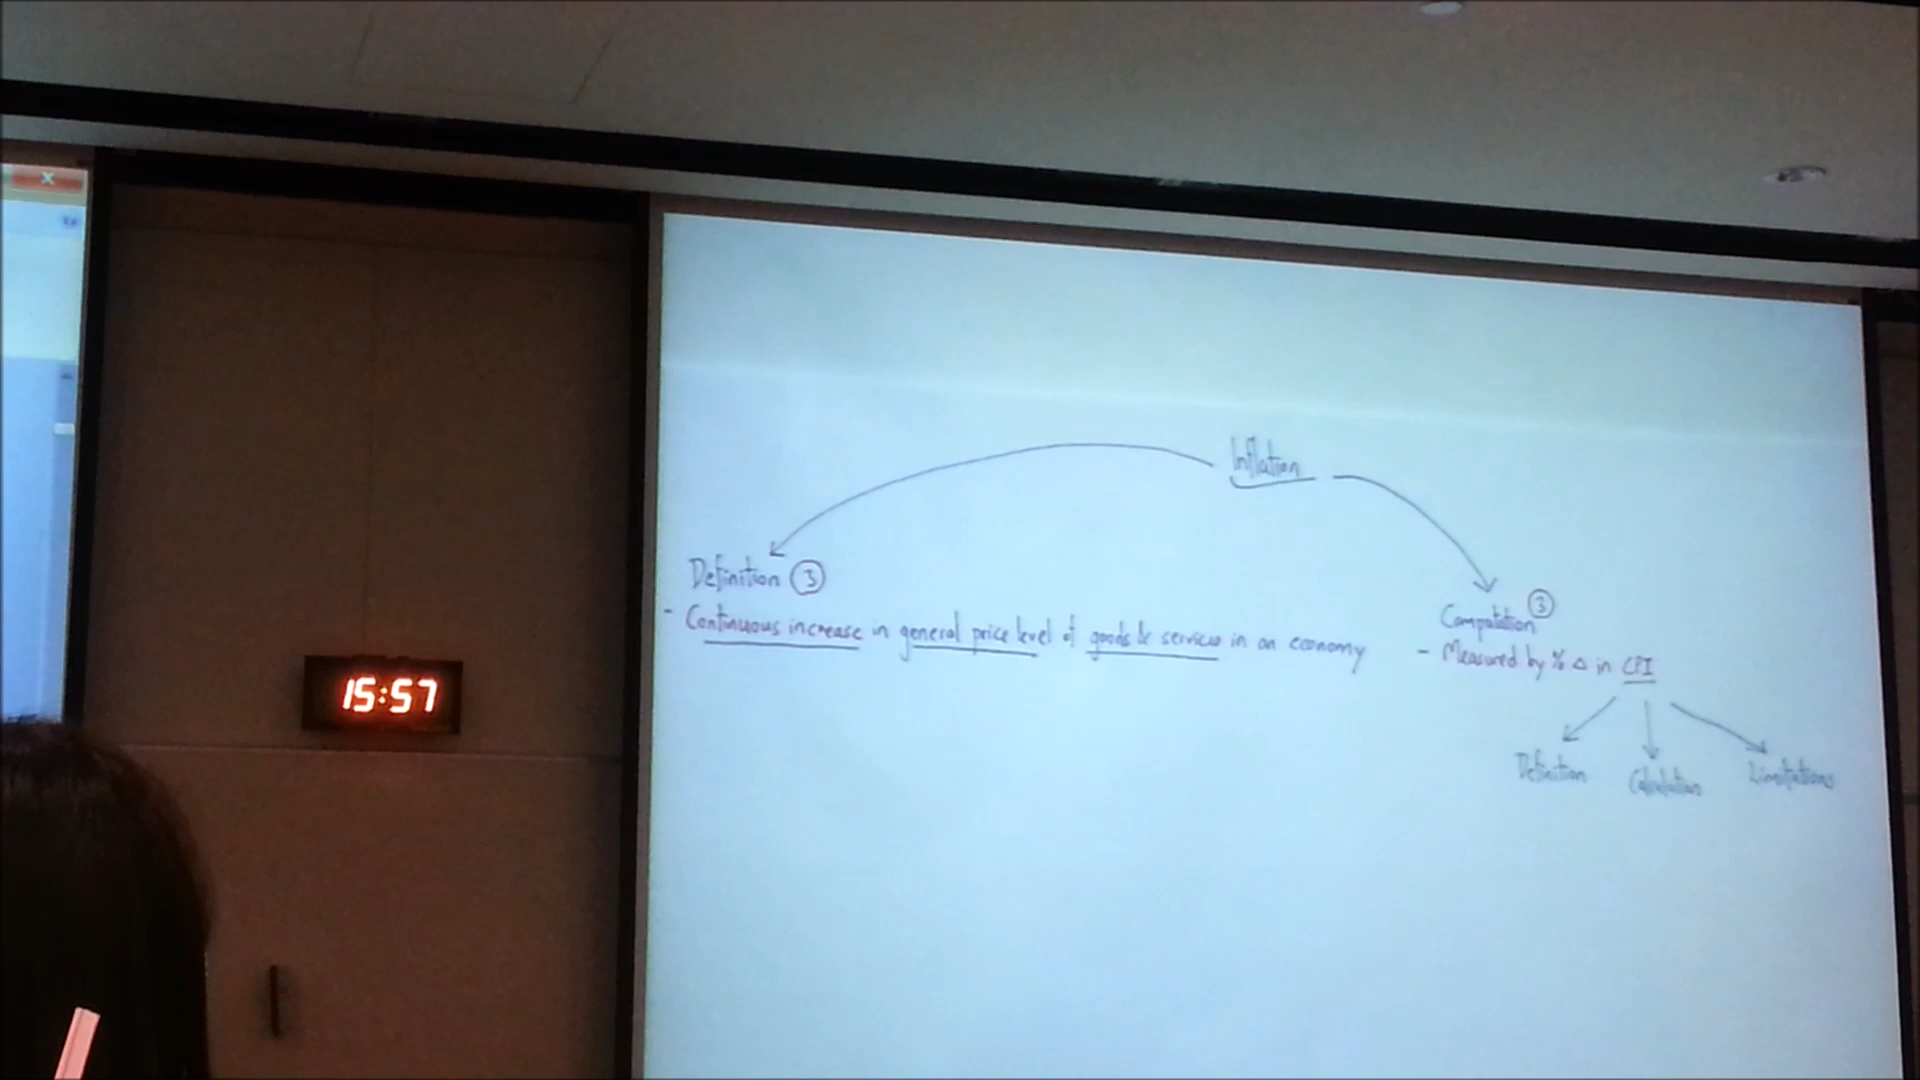 15:57
Inflation
Definition ③
- Continuous increase in general price level of goods & services in an economy
Computation ③
- Measured by % Δ in CPI
Definition
Calculation
Limitations